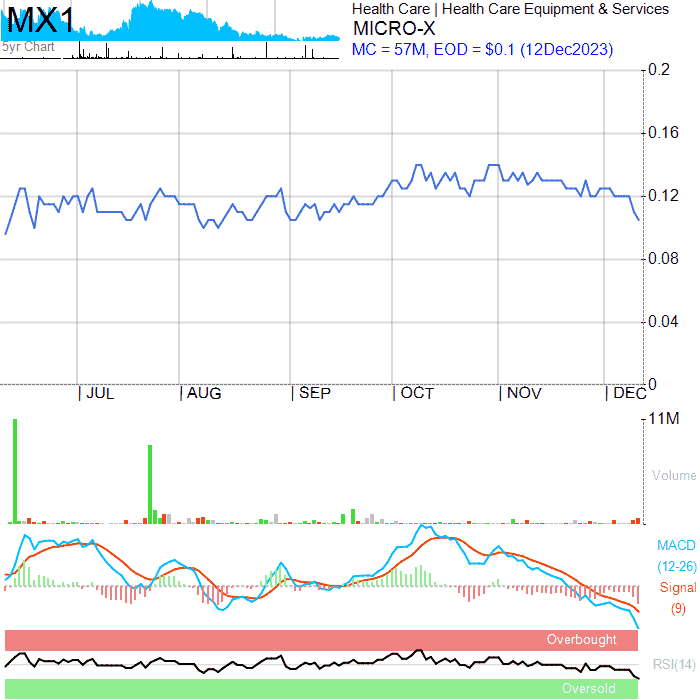 MX1
5yr Chart
Health Care | Health Care Equipment & Services
MICRO-X
MC = 57M, EOD = $0.1 (12Dec2023)
0.2
0.16
0.12
0.08
0.04
0
JUL
AUG
SEP
OCT
NOV
DEC
11M
Volume
MACD
(12-26)
Signal
(9)
Overbought
RSI(14)
Oversold